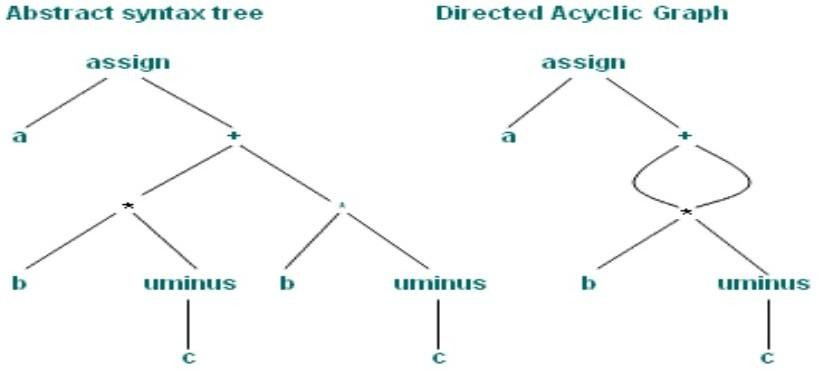 Abstract syntax tree Directed Acyclic Graph
assign assign
a + a +
* * *
b uminus b uminus b uminus
c c c